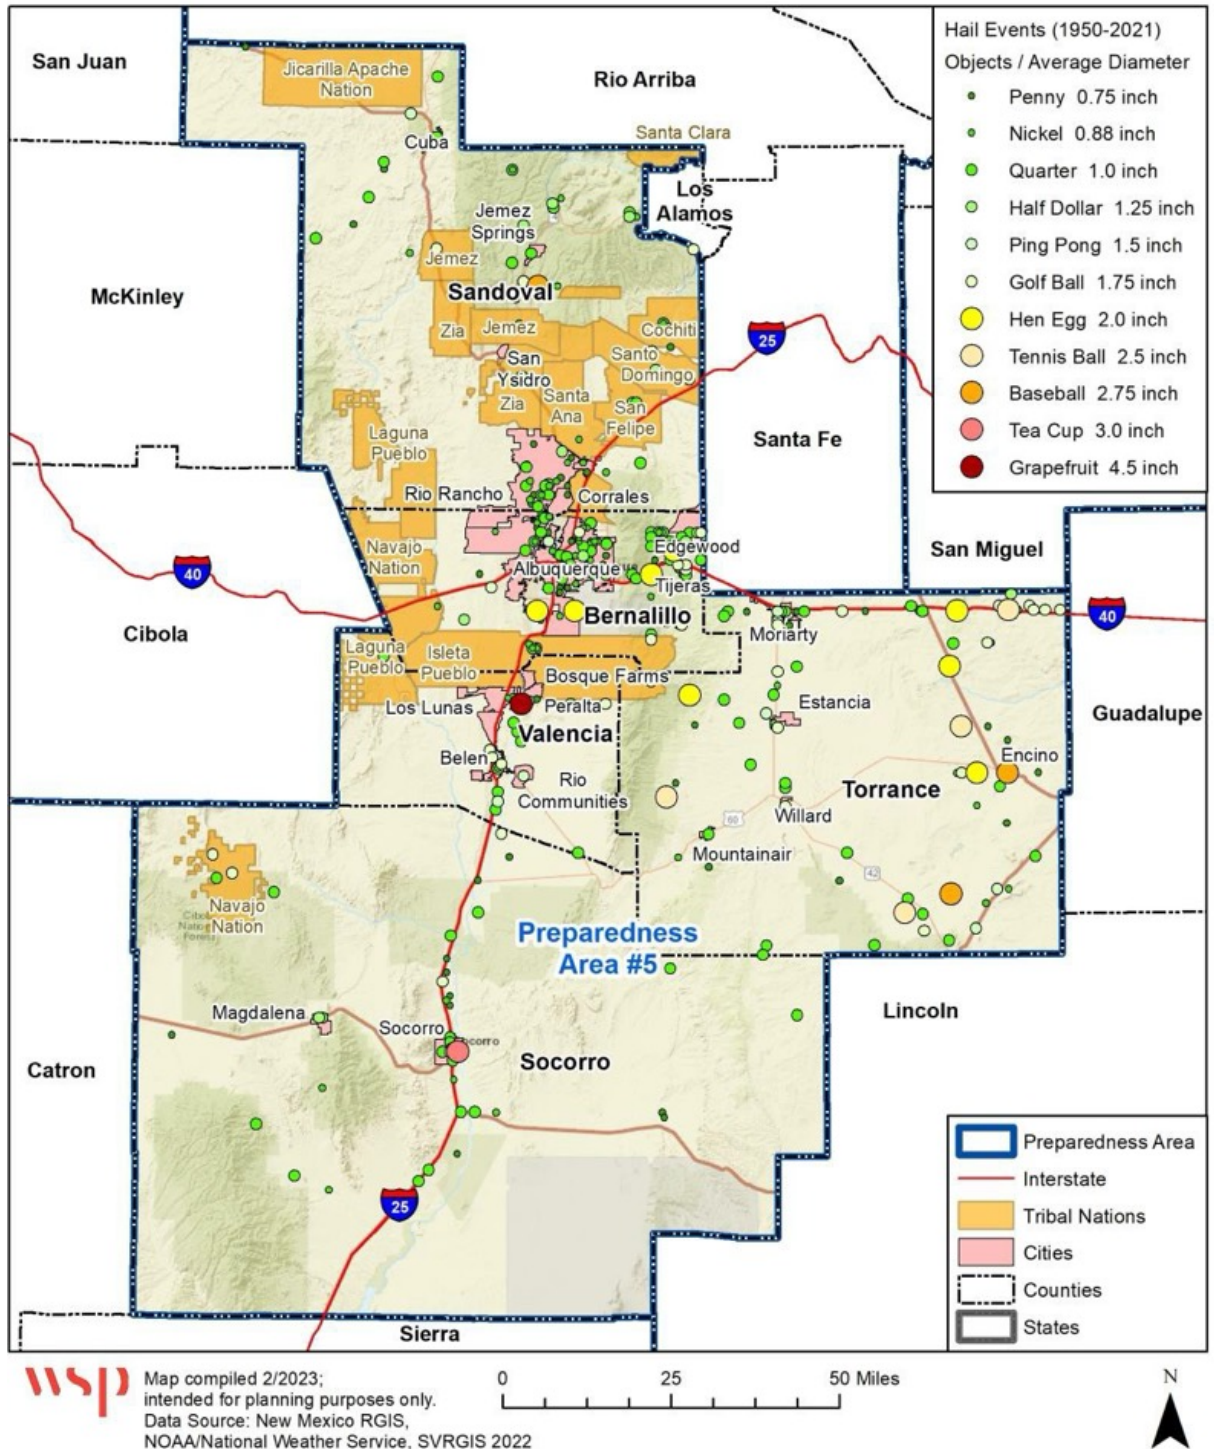 San Juan
Jicarilla Apache
Nation
Rio Arriba
Cuba
Santa Clara
Los
Alamos
Jemez
Springs
Jemez
McKinley
Sandoval
Zia
Jemez
Cochiti
San
Ysidro
Santo
Domingo
Zia
Santa
Ana
San
Felipe
25
Santa Fe
Laguna
Pueblo
Rio Rancho
Corrales
Navajo
Nation
Edgewood
Albuquerque
Tijeras
San Miguel
40
Cibola
Bernalillo
Moriarty
40
Laguna
Pueblo
Isleta
Pueblo
Bosque Farms
Los Lunas
Peralta
Estancia
Guadalupe
Valencia
Belen
Encino
Rio
Communities
Torrance
Willard
60
Mountainair
42
Navajo
Nation
Preparedness
Area #5
Magdalena
Socorro
Lincoln
Catron
Socorro
25
Sierra
Hail Events (1950-2021)
Objects / Average Diameter
Penny 0.75 inch
Nickel 0.88 inch
Quarter 1.0 inch
Half Dollar 1.25 inch
Ping Pong 1.5 inch
Golf Ball 1.75 inch
Hen Egg 2.0 inch
Tennis Ball 2.5 inch
Baseball 2.75 inch
Tea Cup 3.0 inch
Grapefruit 4.5 inch
Preparedness Area
Interstate
Tribal Nations
Cities
Counties
States
wsp
Map compiled 2/2023;
intended for planning purposes only.
Data Source: New Mexico RGIS,
NOAA/National Weather Service, SVRGIS 2022
0 25 50 Miles
N